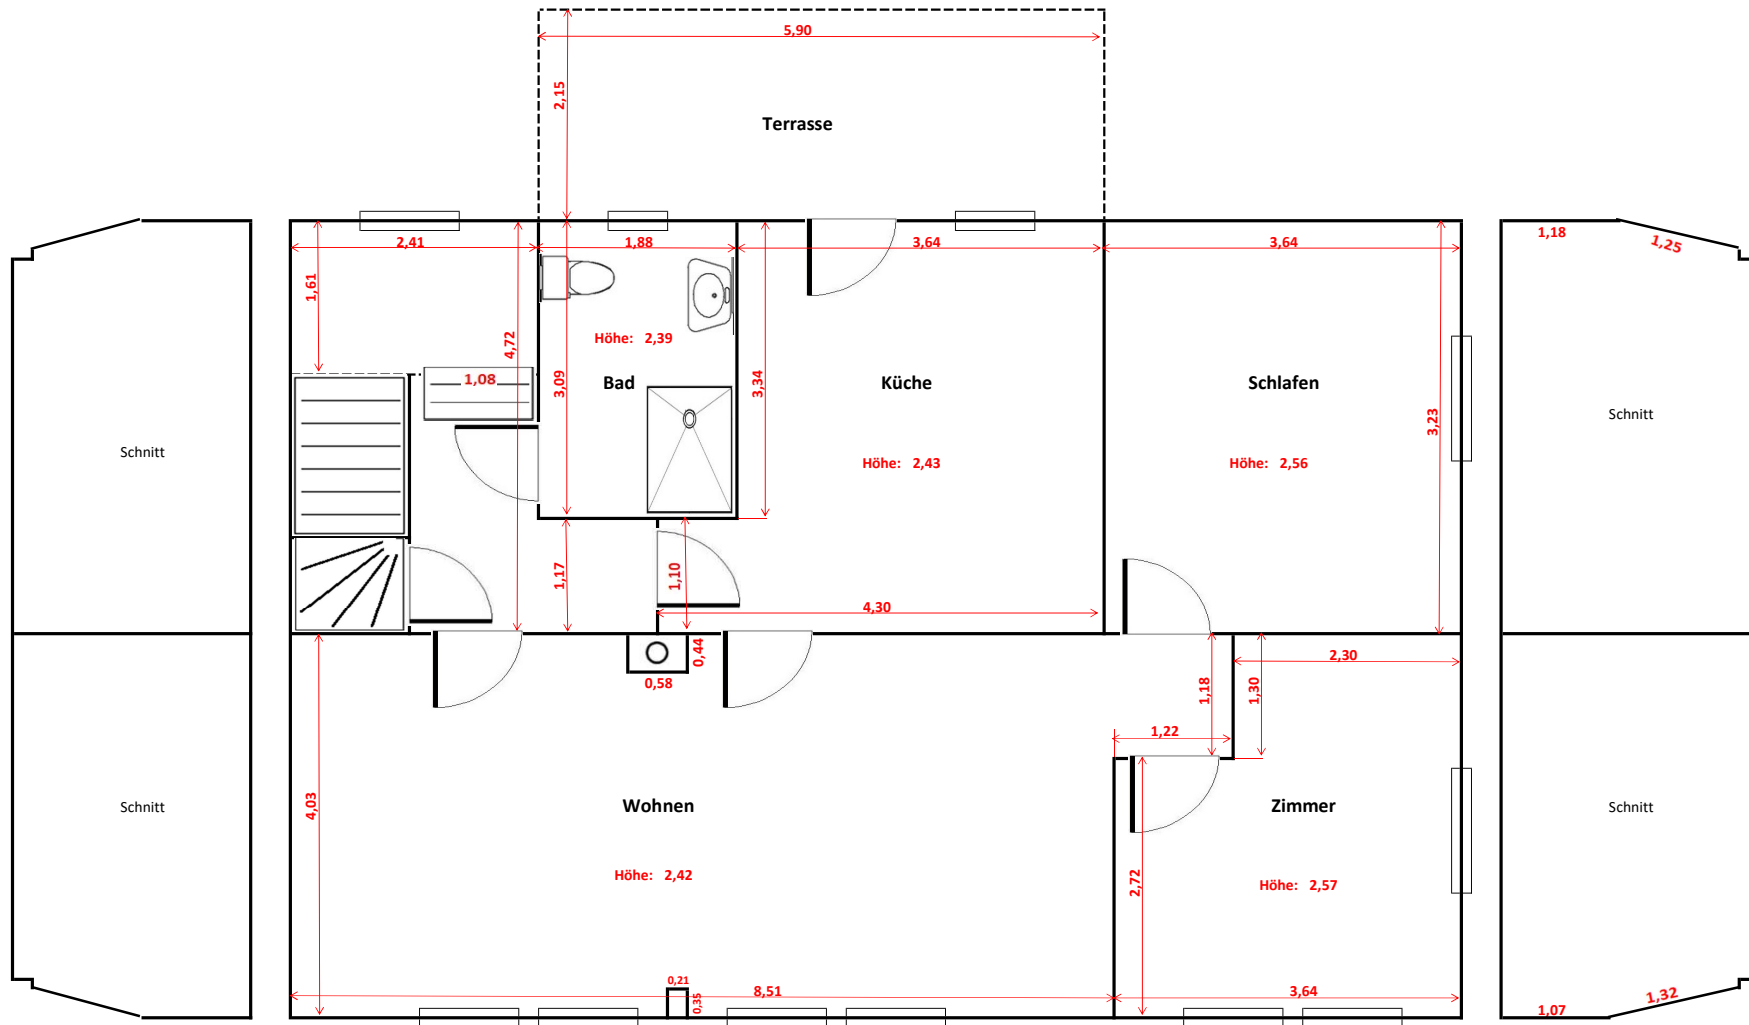 5,90
2,15
Terrasse
2,41
1,88
3,64
3,64
1,18
1,25
1,61
4,72
Höhe: 2,39
1,08
3,09
Bad
3,34
Küche
Schlafen
3,23
Schnitt
Schnitt
Höhe: 2,43
Höhe: 2,56
1,17
1,10
4,30
0,44
0,58
2,30
1,18
1,30
1,22
4,03
Schnitt
Wohnen
Zimmer
Schnitt
Höhe: 2,42
2,72
Höhe: 2,57
0,21
0,35
8,51
3,64
1,07
1,32